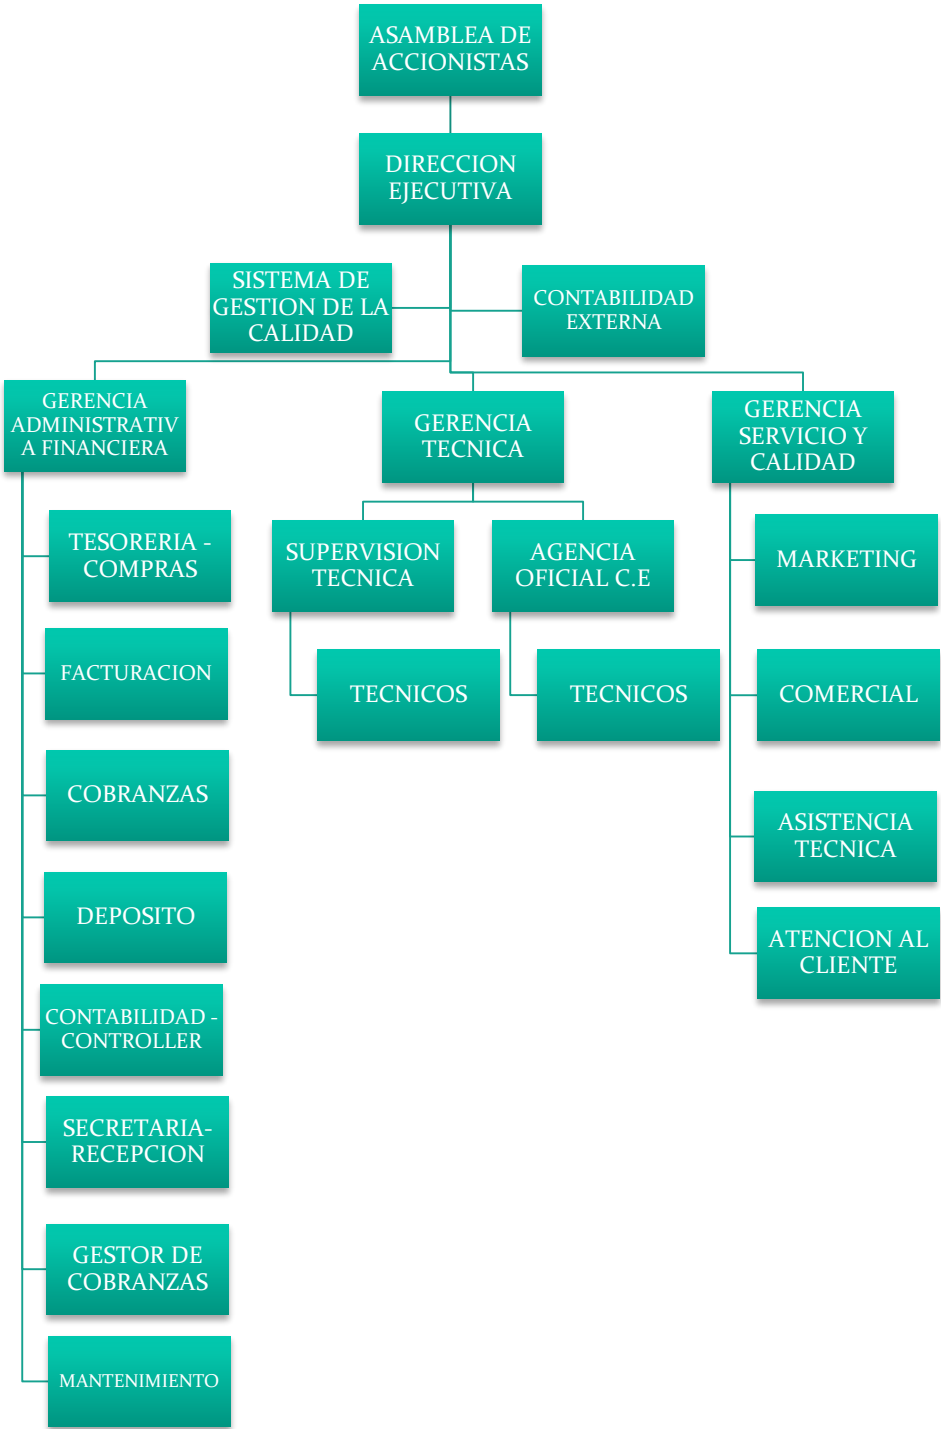 ASAMBLEA DE
ACCIONISTAS
DIRECCION
EJECUTIVA
SISTEMA DE
GESTION DE LA
CALIDAD
CONTABILIDAD
EXTERNA
GERENCIA
ADMINISTRATIV
A FINANCIERA
TESORERIA -
COMPRAS
FACTURACION
COBRANZAS
DEPOSITO
CONTABILIDAD -
CONTROLLER
SECRETARIA-
RECEPCION
GESTOR DE
COBRANZAS
MANTENIMIENTO
GERENCIA
TECNICA
SUPERVISION
TECNICA
TECNICOS
AGENCIA
OFICIAL C.E
TECNICOS
GERENCIA
SERVICIO Y
CALIDAD
MARKETING
COMERCIAL
ASISTENCIA
TECNICA
ATENCION AL
CLIENTE